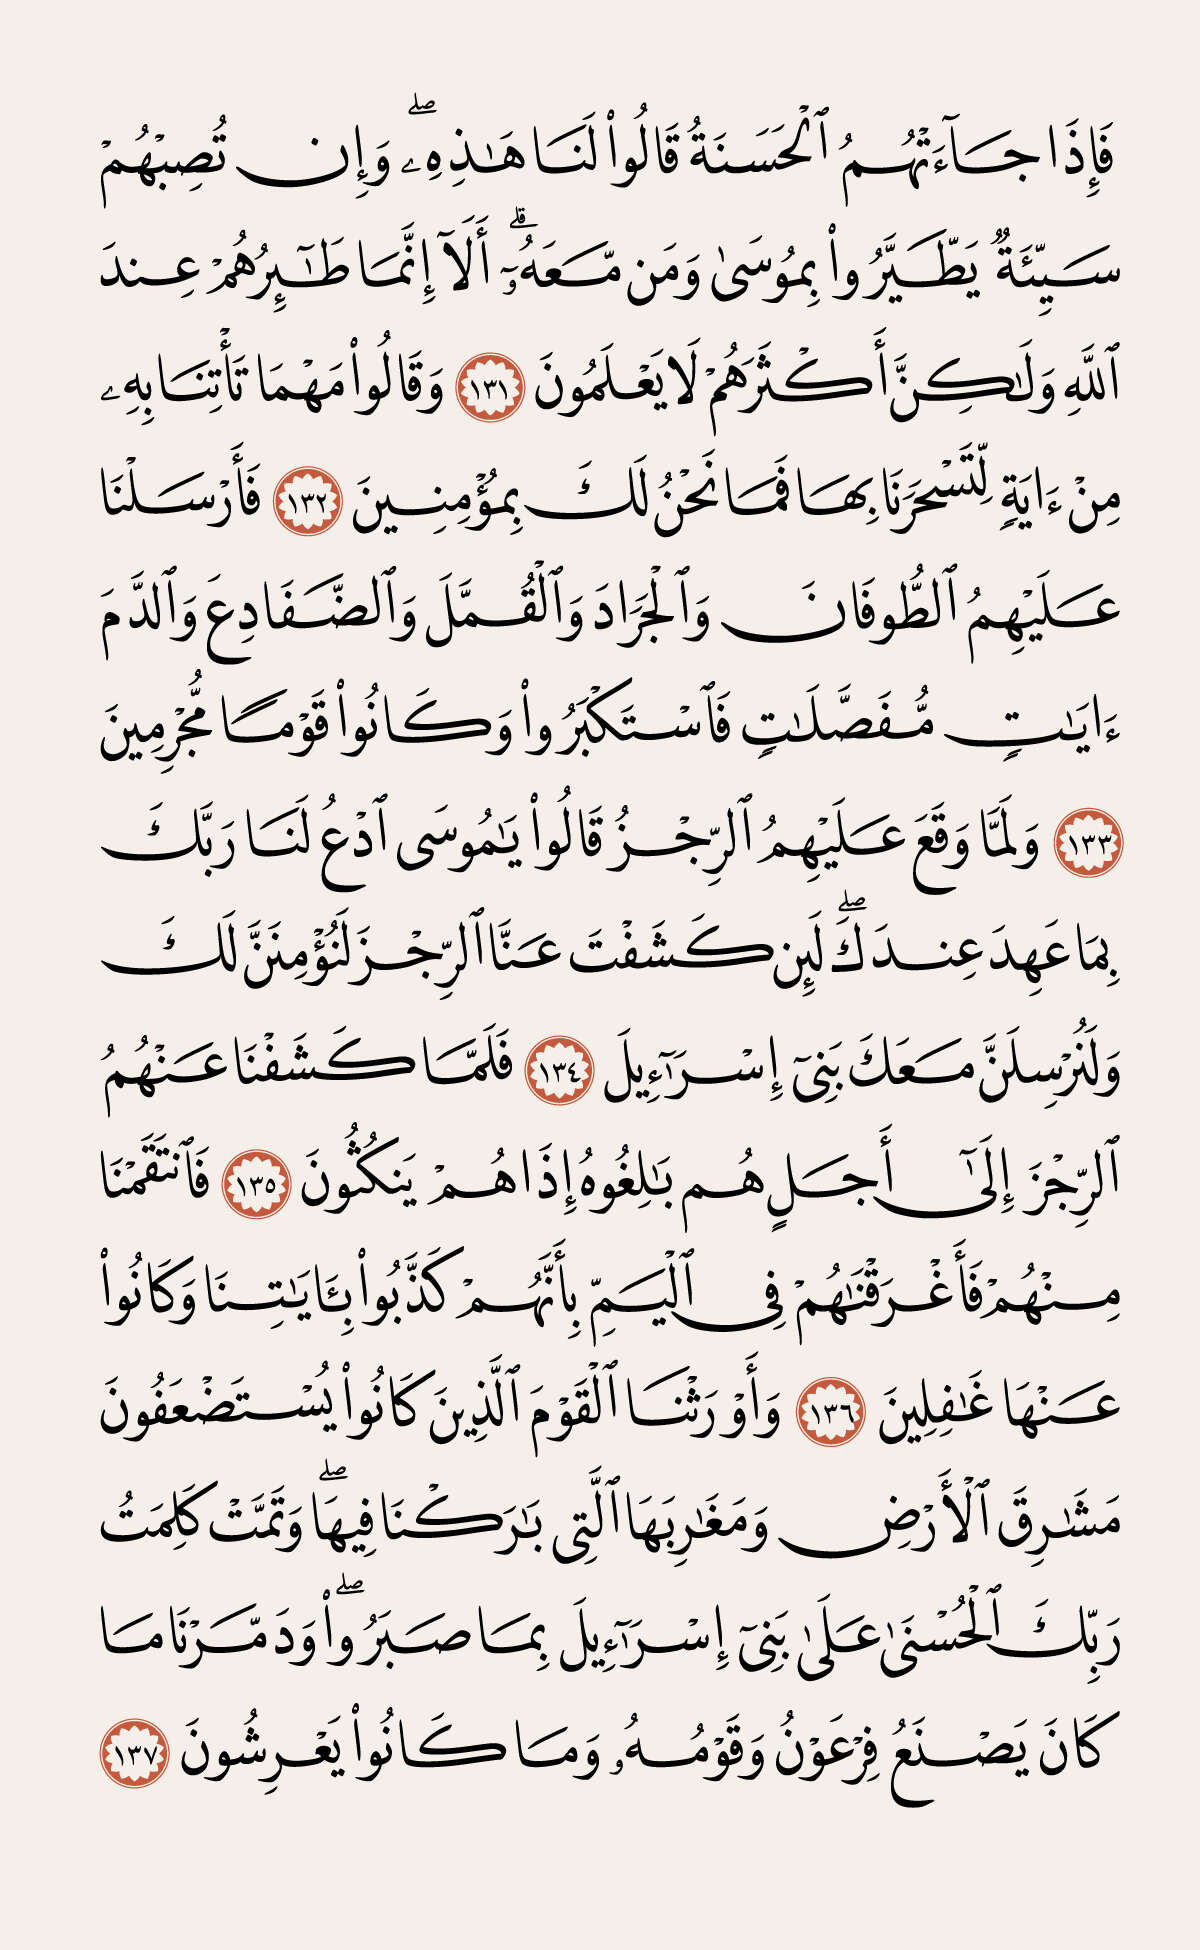 فَإِذَا جَآءَتْهُمُ ٱلْحَسَنَةُ قَالُوا۟ لَنَا هَـٰذِهِۦ ۖ وَإِن تُصِبْهُمْ
سَيِّئَةٌ يَطَّيَّرُوا۟ بِمُوسَىٰ وَمَن مَّعَهُۥٓ ۗ أَلَآ إِنَّمَا طَـٰٓئِرُهُمْ عِندَ
ٱللَّهِ وَلَـٰكِنَّ أَكْثَرَهُمْ لَا يَعْلَمُونَ ١٣١ وَقَالُوا۟ مَهْمَا تَأْتِنَا بِهِۦ
مِنْ ءَايَةٍ لِّتَسْحَرَنَا بِهَا فَمَا نَحْنُ لَكَ بِمُؤْمِنِينَ ١٣٢ فَأَرْسَلْنَا
عَلَيْهِمُ ٱلطُّوفَانَ وَٱلْجَرَادَ وَٱلْقُمَّلَ وَٱلضَّفَادِعَ وَٱلدَّمَ
ءَايَـٰتٍ مُّفَصَّلَـٰتٍ فَٱسْتَكْبَرُوا۟ وَكَانُوا۟ قَوْمًا مُّجْرِمِينَ
١٣٣ وَلَمَّا وَقَعَ عَلَيْهِمُ ٱلرِّجْزُ قَالُوا۟ يَـٰمُوسَى ٱدْعُ لَنَا رَبَّكَ
بِمَا عَهِدَ عِندَكَ ۖ لَئِن كَشَفْتَ عَنَّا ٱلرِّجْزَ لَنُؤْمِنَنَّ لَكَ
وَلَنُرْسِلَنَّ مَعَكَ بَنِىٓ إِسْرَٰٓءِيلَ ١٣٤ فَلَمَّا كَشَفْنَا عَنْهُمُ
ٱلرِّجْزَ إِلَىٰٓ أَجَلٍ هُم بَـٰلِغُوهُ إِذَا هُمْ يَنكُثُونَ ١٣٥ فَٱنتَقَمْنَا
مِنْهُمْ فَأَغْرَقْنَـٰهُمْ فِى ٱلْيَمِّ بِأَنَّهُمْ كَذَّبُوا۟ بِـَٔايَـٰتِنَا وَكَانُوا۟
عَنْهَا غَـٰفِلِينَ ١٣٦ وَأَوْرَثْنَا ٱلْقَوْمَ ٱلَّذِينَ كَانُوا۟ يُسْتَضْعَفُونَ
مَشَـٰرِقَ ٱلْأَرْضِ وَمَغَـٰرِبَهَا ٱلَّتِى بَـٰرَكْنَا فِيهَا ۖ وَتَمَّتْ كَلِمَتُ
رَبِّكَ ٱلْحُسْنَىٰ عَلَىٰ بَنِىٓ إِسْرَٰٓءِيلَ بِمَا صَبَرُوا۟ ۖ وَدَمَّرْنَا مَا
كَانَ يَصْنَعُ فِرْعَوْنُ وَقَوْمُهُۥ وَمَا كَانُوا۟ يَعْرِشُونَ ١٣٧